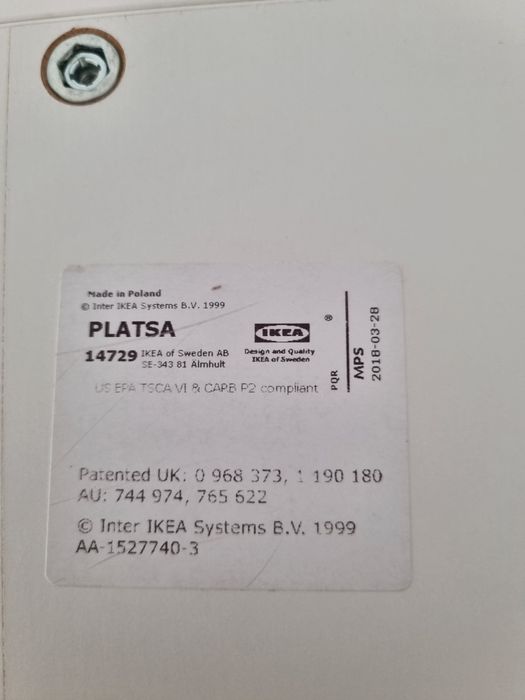 Made in Poland
© Inter IKEA Systems B.V. 1999
PLATSA
14729 IKEA of Sweden AB
SE-343 81 Älmhult
IKEA
®
Design and Quality
IKEA of Sweden
PQR
MPS
2018-03-28
US EPA TSCA VI & CARB P2 compliant
Patented UK: 0 968 373, 1 190 180
AU: 744 974, 765 622
© Inter IKEA Systems B.V. 1999
AA-1527740-3